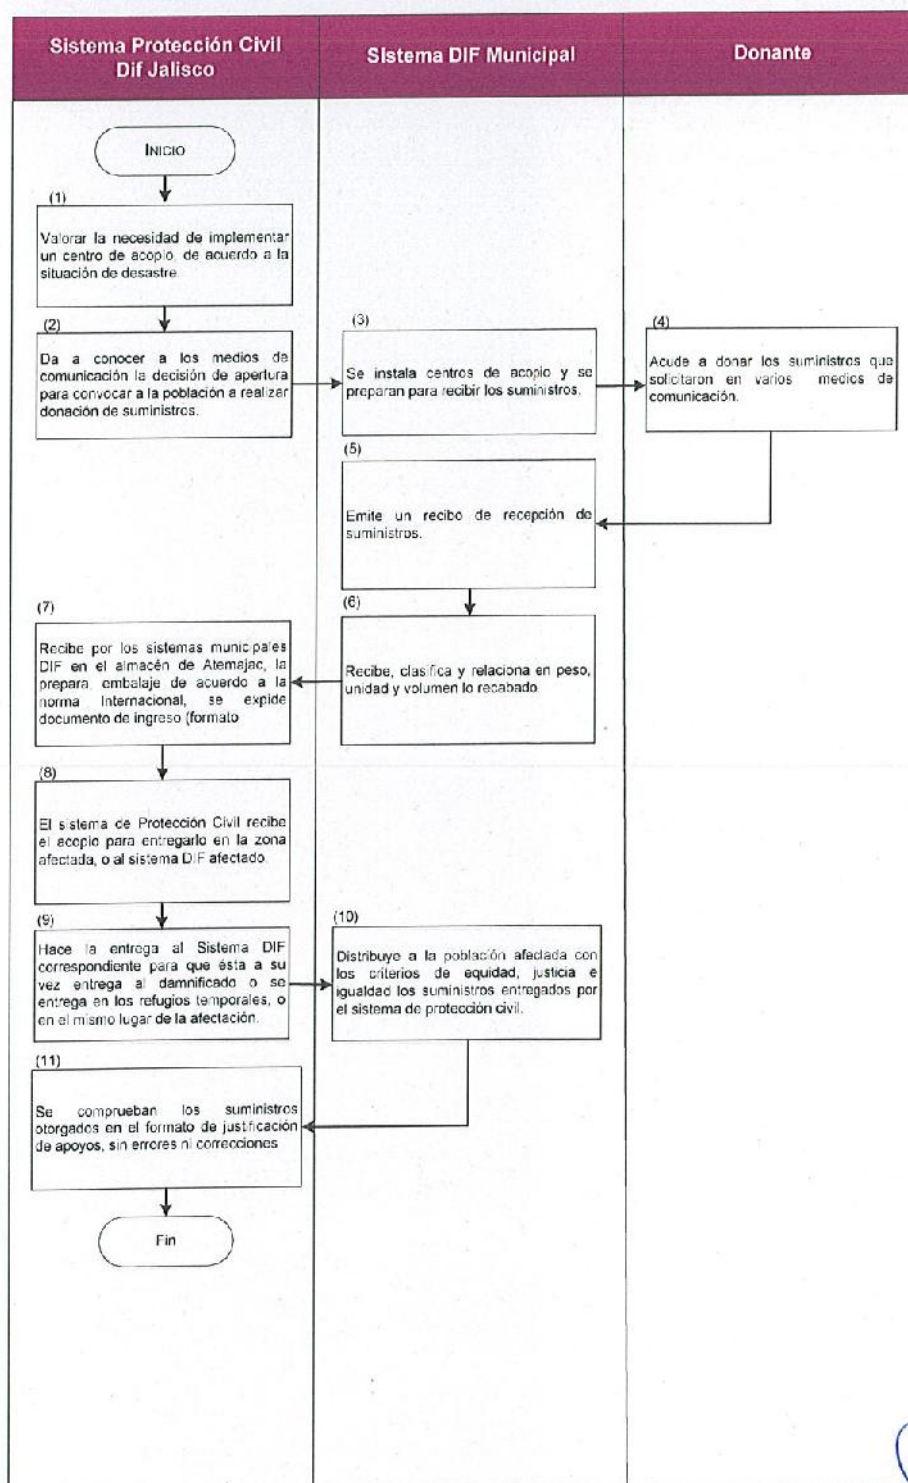 Sistema Protección Civil
Dif Jalisco
Sistema DIF Municipal
Donante
INICIO
(1)
Valorar la necesidad de implementar
un centro de acopio, de acuerdo a la
situación de desastre.
(2)
Da a conocer a los medios de
comunicación la decisión de apertura
para convocar a la población a realizar
donación de suministros.
(3)
Se instala centros de acopio y se
preparan para recibir los suministros.
(4)
Acude a donar los suministros que
solicitaron en varios medios de
comunicación.
(5)
Emite un recibo de recepción de
suministros.
(6)
Recibe, clasifica y relaciona en peso,
unidad y volumen lo recabado.
(7)
Recibe por los sistemas municipales
DIF en el almacén de Atemajac, la
prepara, embalaje de acuerdo a la
norma Internacional, se expide
documento de ingreso (formato
(8)
El sistema de Protección Civil recibe
el acopio para entregarlo en la zona
afectada, o al sistema DIF afectado.
(9)
Hace la entrega al Sistema DIF
correspondiente para que ésta a su
vez entrega al damnificado o se
entrega en los refugios temporales, o
en el mismo lugar de la afectación.
(10)
Distribuye a la población afectada con
los criterios de equidad, justicia e
igualdad los suministros entregados por
el sistema de protección civil.
(11)
Se comprueban los suministros
otorgados en el formato de justificación
de apoyos, sin errores ni correcciones
Fin